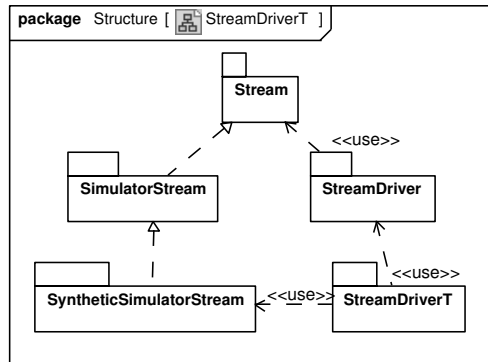 package Structure [ StreamDriverT ]
Stream
<<use>>
SimulatorStream
StreamDriver
<<use>>
SyntheticSimulatorStream
<<use>>
StreamDriverT